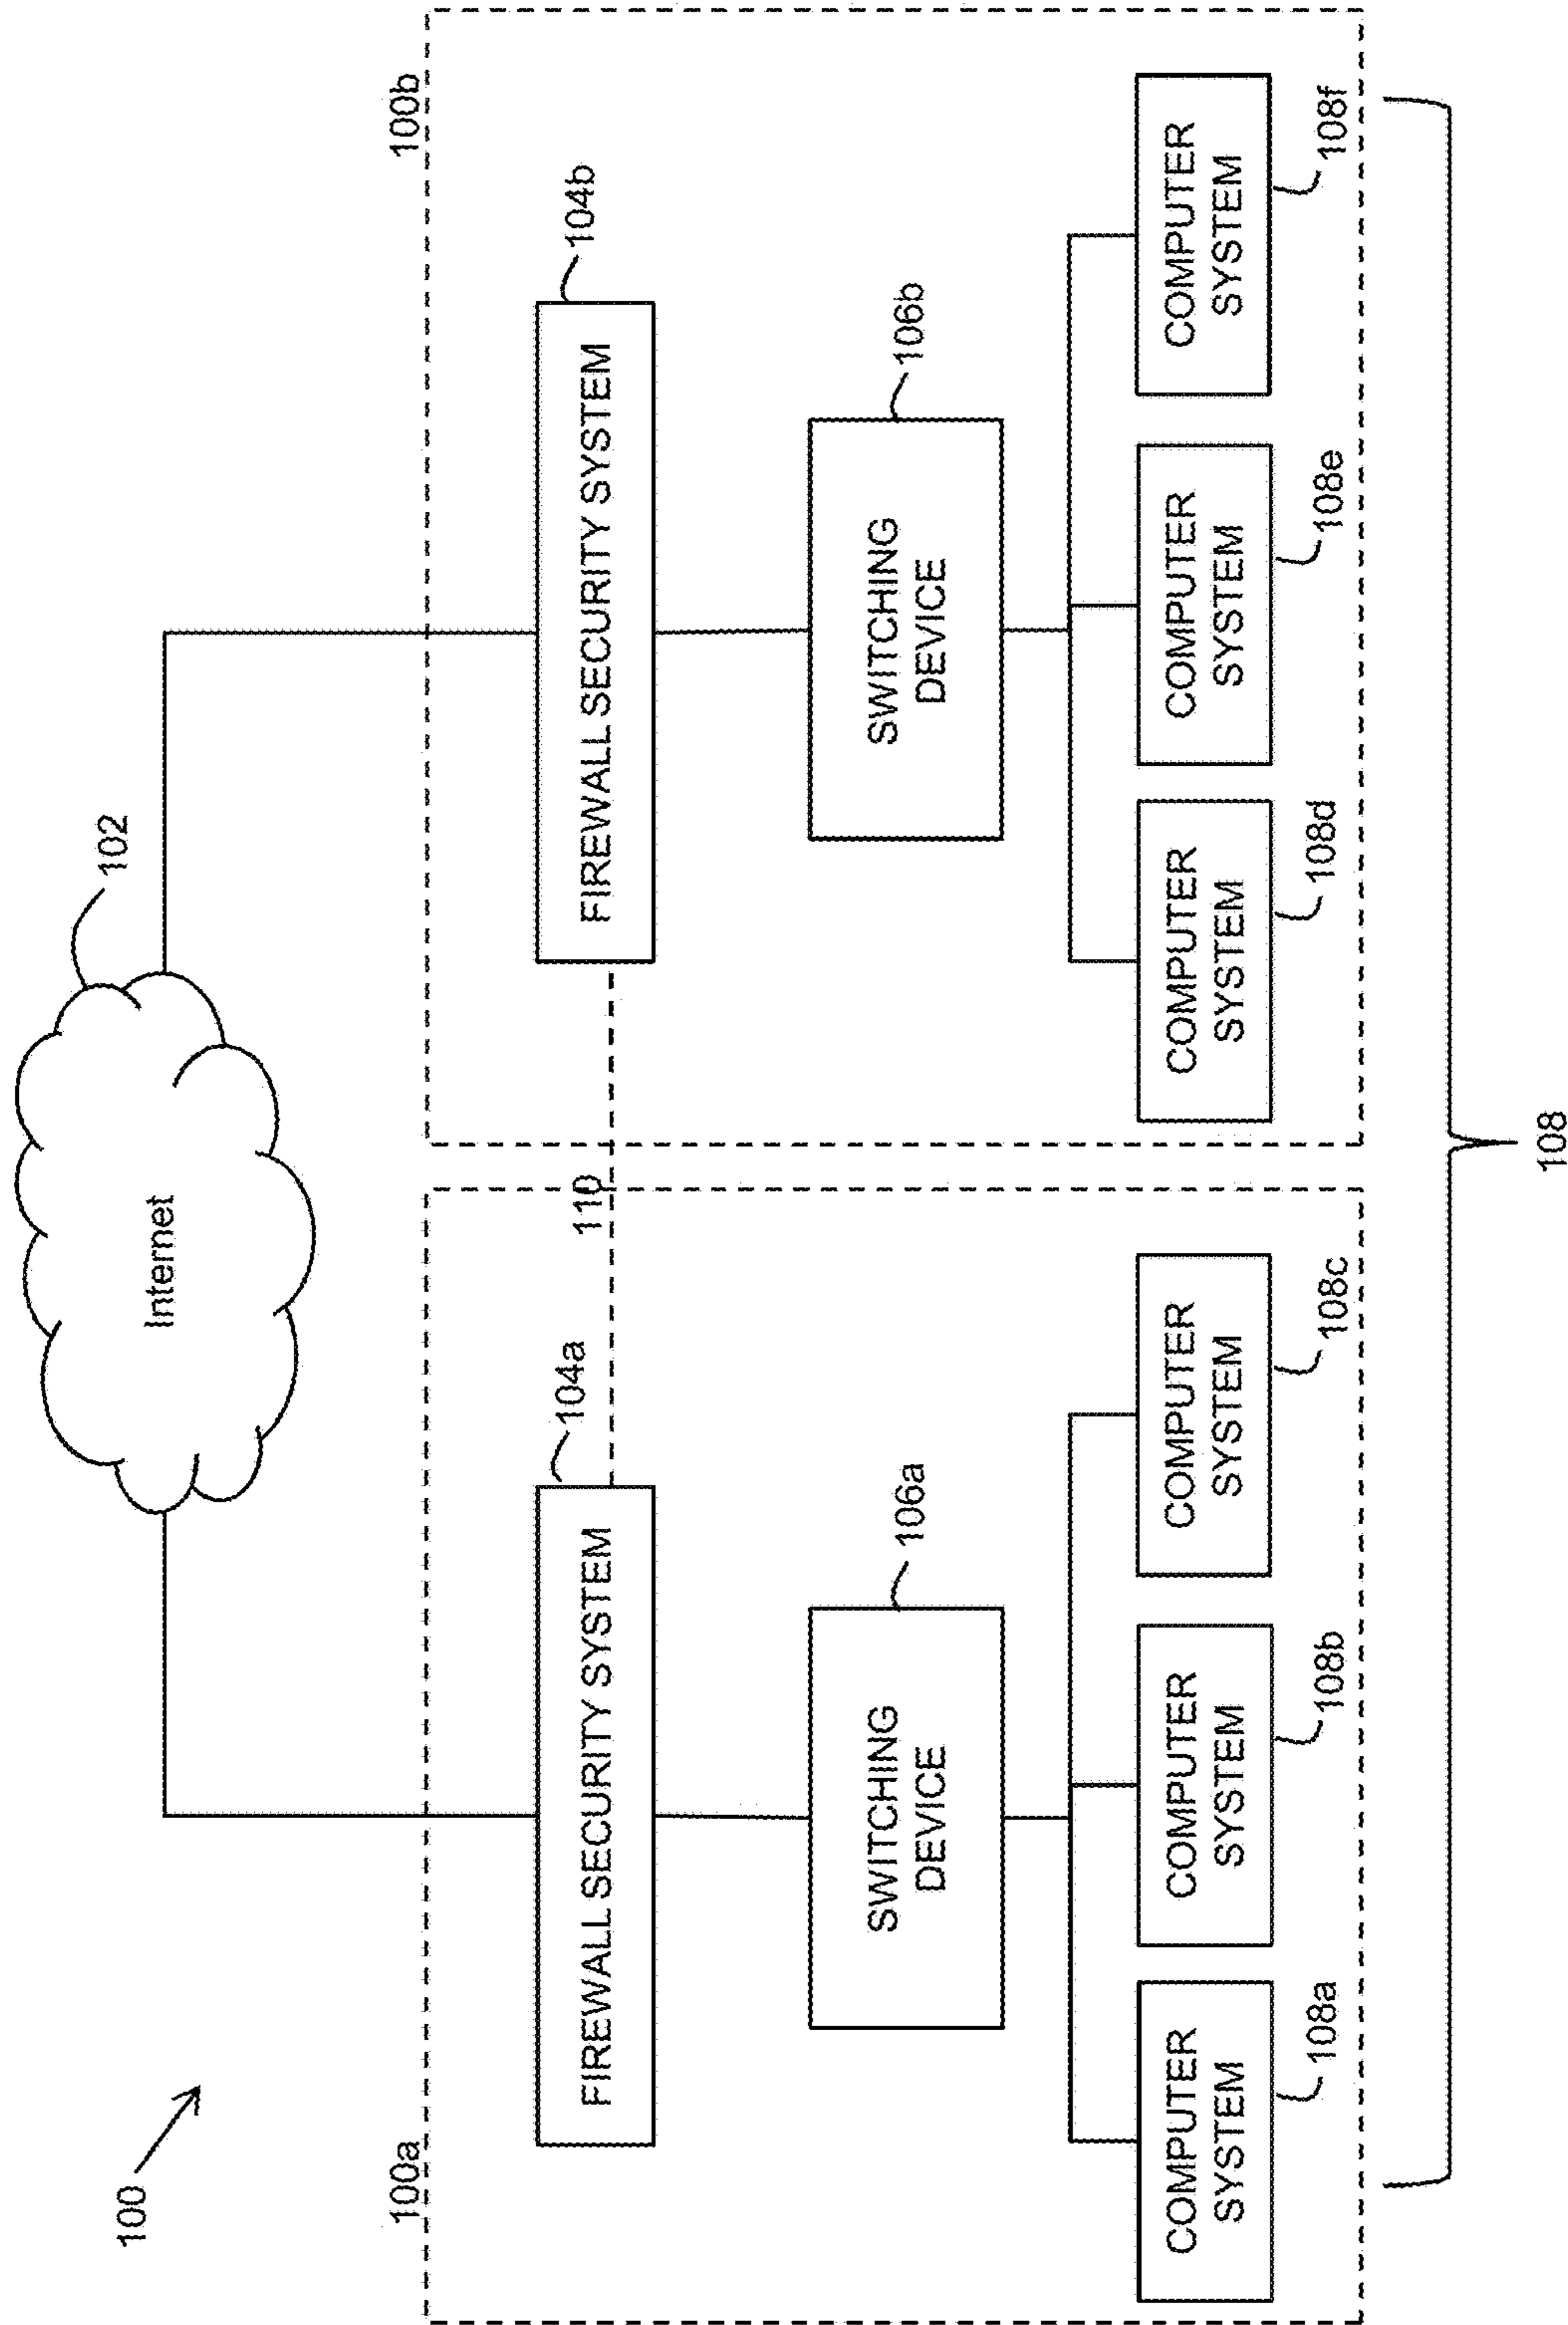 100
Internet
102
100a
100b
104a
FIREWALL SECURITY SYSTEM
110
104b
FIREWALL SECURITY SYSTEM
106a
SWITCHING
DEVICE
106b
SWITCHING
DEVICE
COMPUTER
SYSTEM
COMPUTER
SYSTEM
COMPUTER
SYSTEM
COMPUTER
SYSTEM
COMPUTER
SYSTEM
COMPUTER
SYSTEM
108a
108b
108c
108d
108e
108f
108